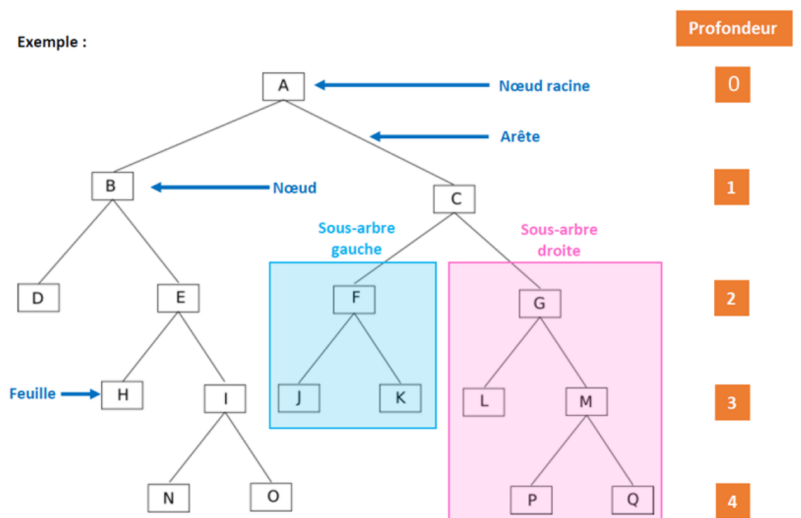 Profondeur
Exemple :
A
Nœud racine
0
Arête
B
Nœud
C
1
Sous-arbre
gauche
Sous-arbre
droite
D
E
F
G
2
Feuille
H
I
J
K
L
M
3
N
O
P
Q
4